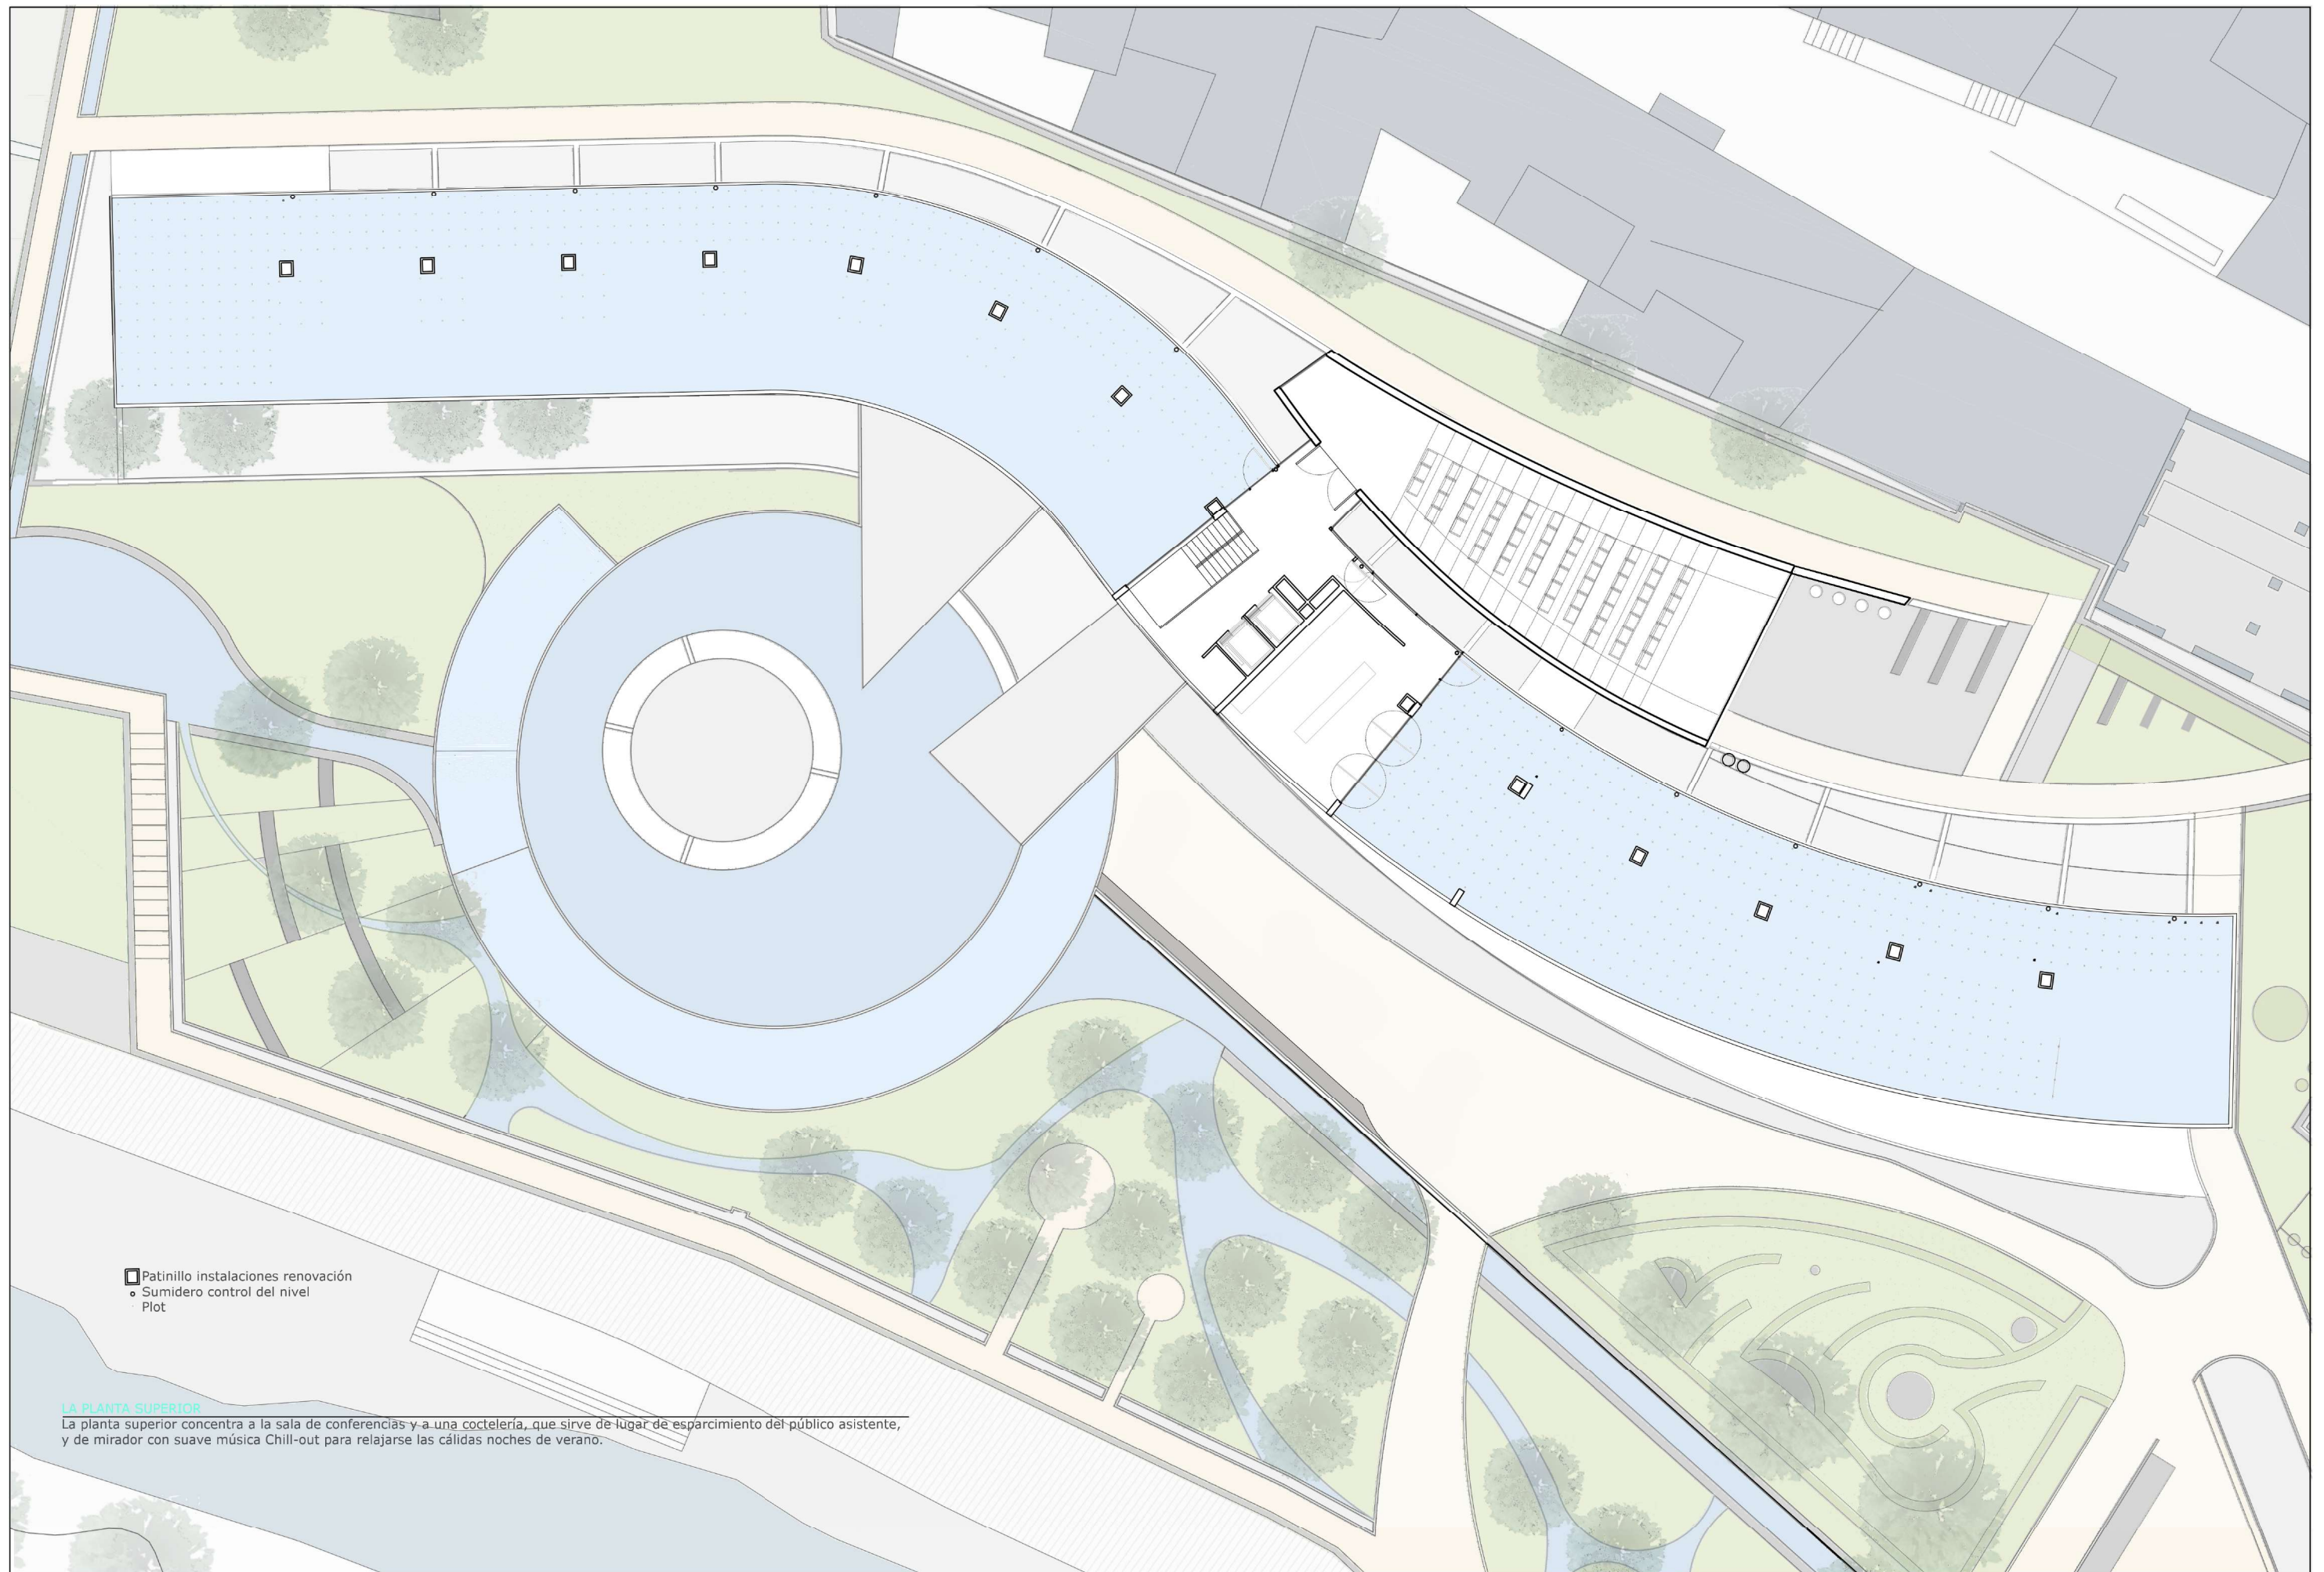 Patinillo instalaciones renovación
Sumidero control del nivel
Plot
LA PLANTA SUPERIOR
La planta superior concentra a la sala de conferencias y a una coctelería, que sirve de lugar de esparcimiento del público asistente,
y de mirador con suave música Chill-out para relajarse las cálidas noches de verano.